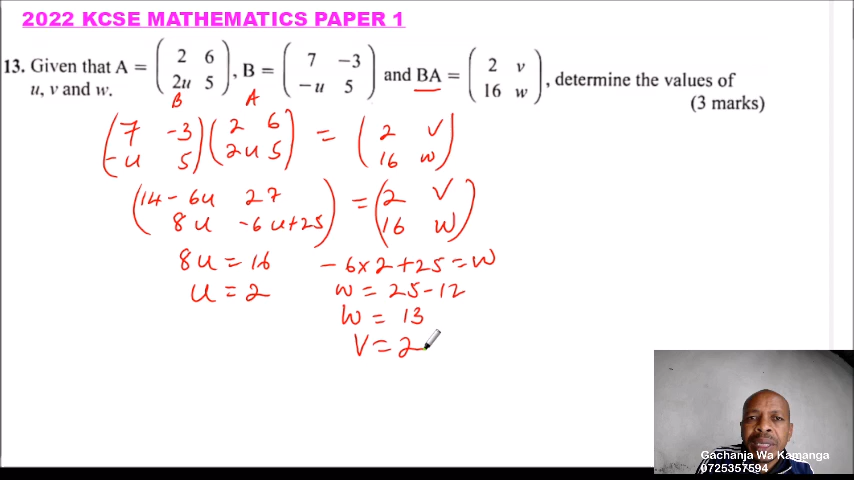 2022 KCSE MATHEMATICS PAPER 1
13. Given that A = ( 2 6 2u 5 ), B = ( 7 −3 −u 5 ) and BA = ( 2 v 16 w ), determine the values of
u, v and w. (3 marks)
B A
( 7 -3 -u 5 ) ( 2 6 2u 5 ) = ( 2 V 16 w )
( 14 - 6u 27 8u -6u+25 ) = ( 2 V 16 W )
8u = 16 -6×2+25=W
u = 2 W = 25-12
W = 13
V = 2
Gachanja Wa Kamanga
0725357594